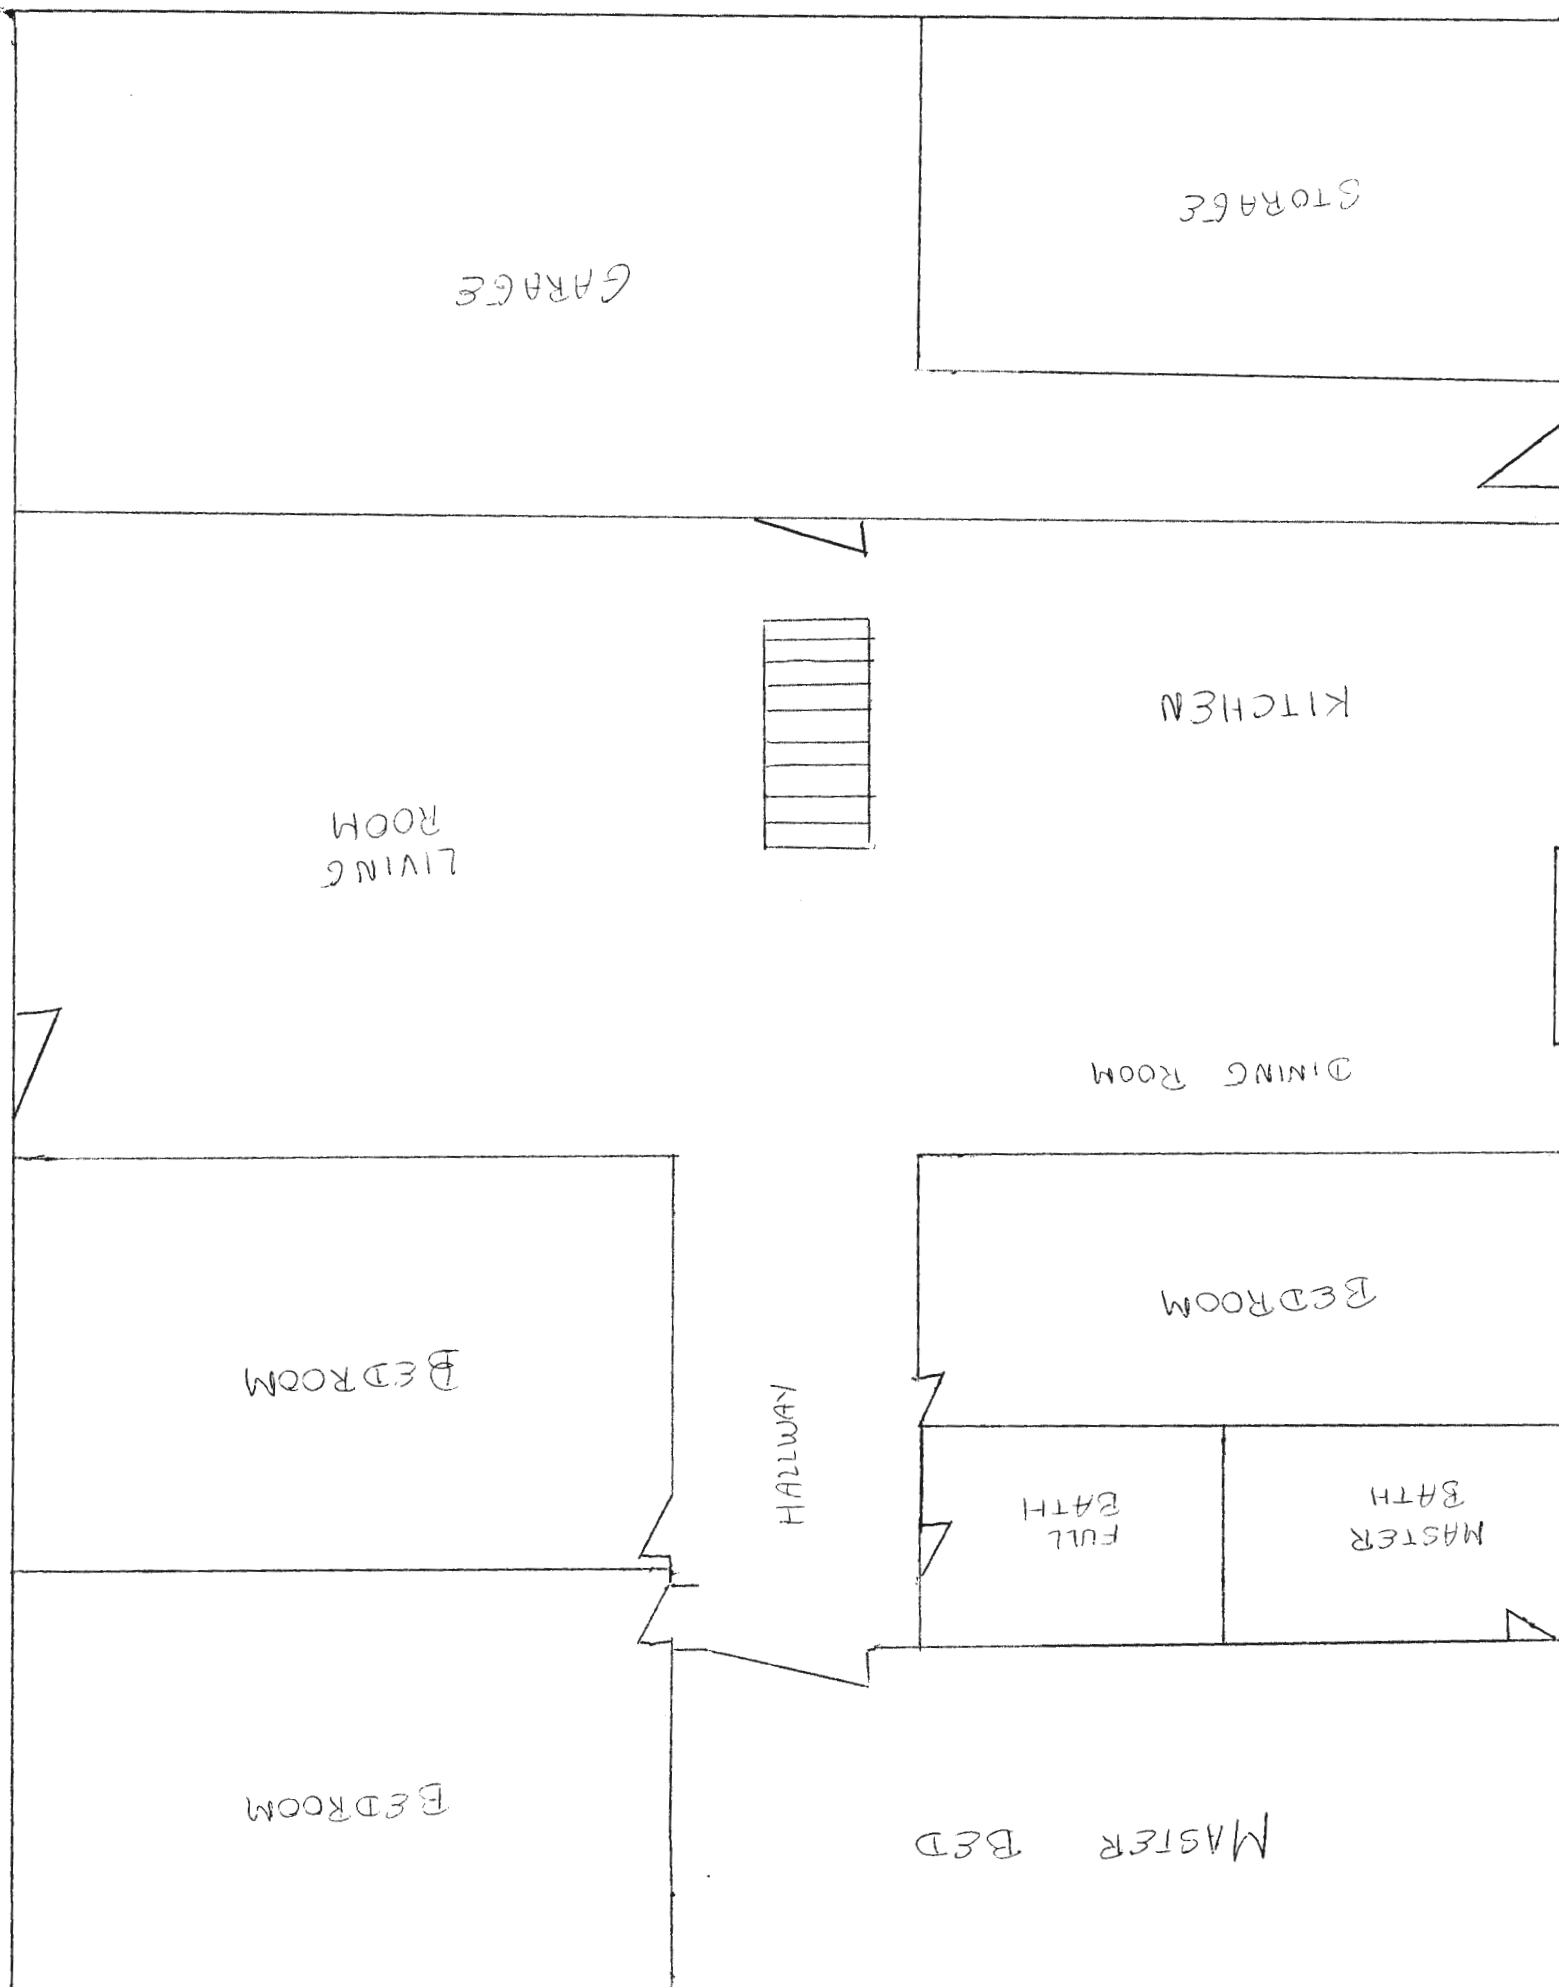 MASTER BED
BEDROOM
MASTER
BATH
FULL
BATH
HALLWAY
BEDROOM
BEDROOM
DINING ROOM
LIVING
ROOM
KITCHEN
GARAGE
STORAGE